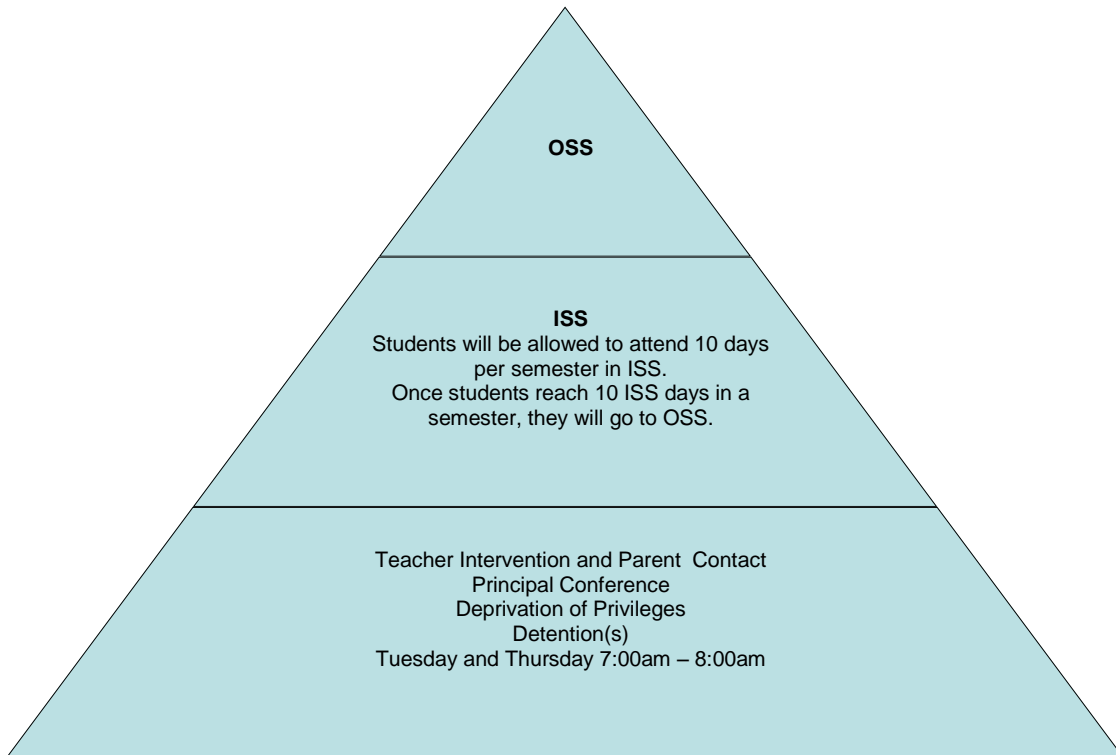 OSS
ISS
Students will be allowed to attend 10 days
per semester in ISS.
Once students reach 10 ISS days in a
semester, they will go to OSS.
Teacher Intervention and Parent  Contact
Principal Conference
Deprivation of Privileges
Detention(s)
Tuesday and Thursday 7:00am – 8:00am